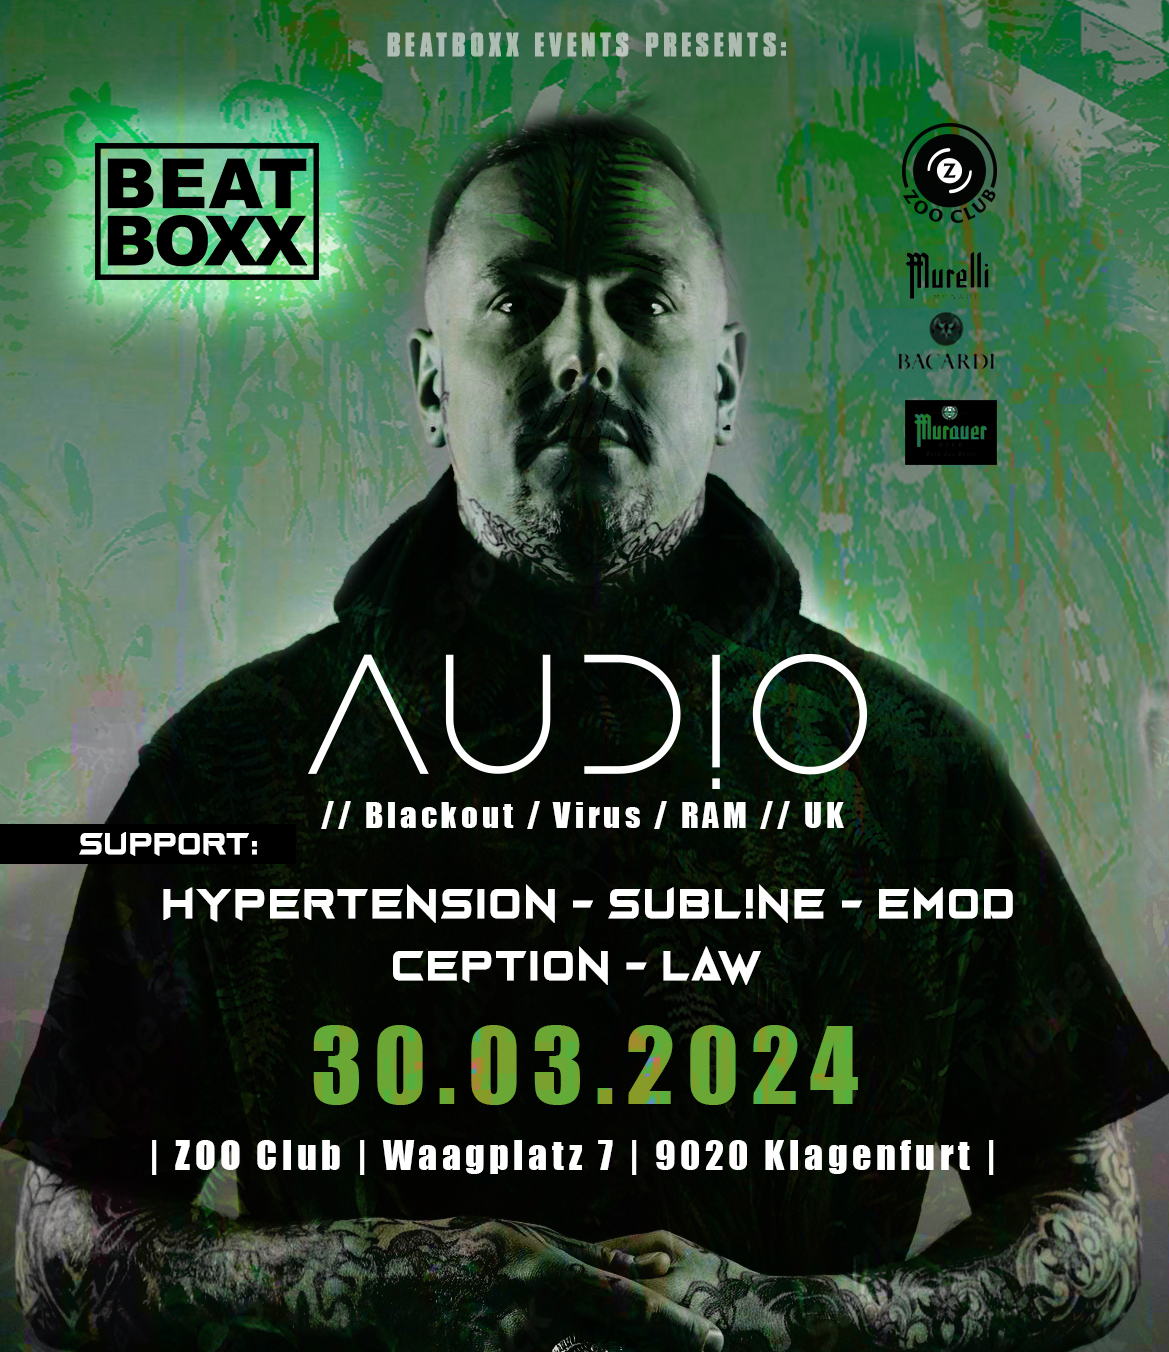 BEATBOXX EVENTS PRESENTS:
BEAT
BOXX
Z
ZOO CLUB
Murelli
BACARDI
Murauer
AUD!O
// Blackout / Virus / RAM // UK
SUPPORT:
HYPERTENSION - SUBL!NE - EMOD
CEPTION - LAW
30.03.2024
| ZOO Club | Waagplatz 7 | 9020 Klagenfurt |